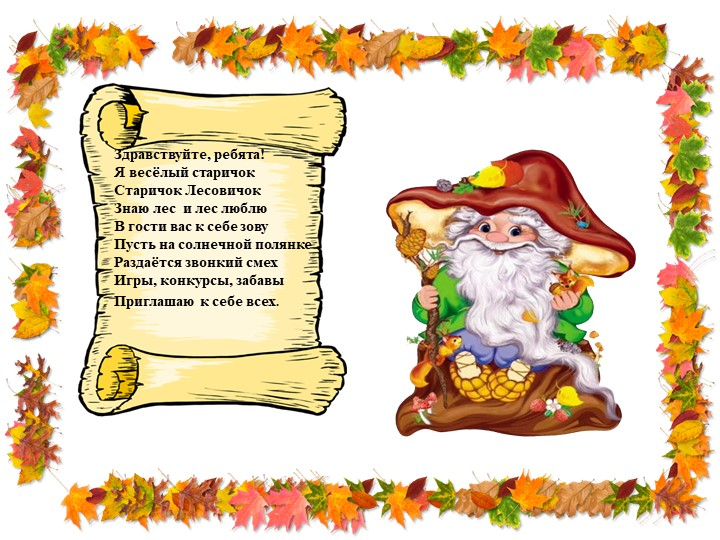 Здравствуйте, ребята!
Я весёлый старичок
Старичок Лесовичок
Знаю лес и лес люблю
В гости вас к себе зову
Пусть на солнечной полянке
Раздаётся звонкий смех
Игры, конкурсы, забавы
Приглашаю к себе всех.